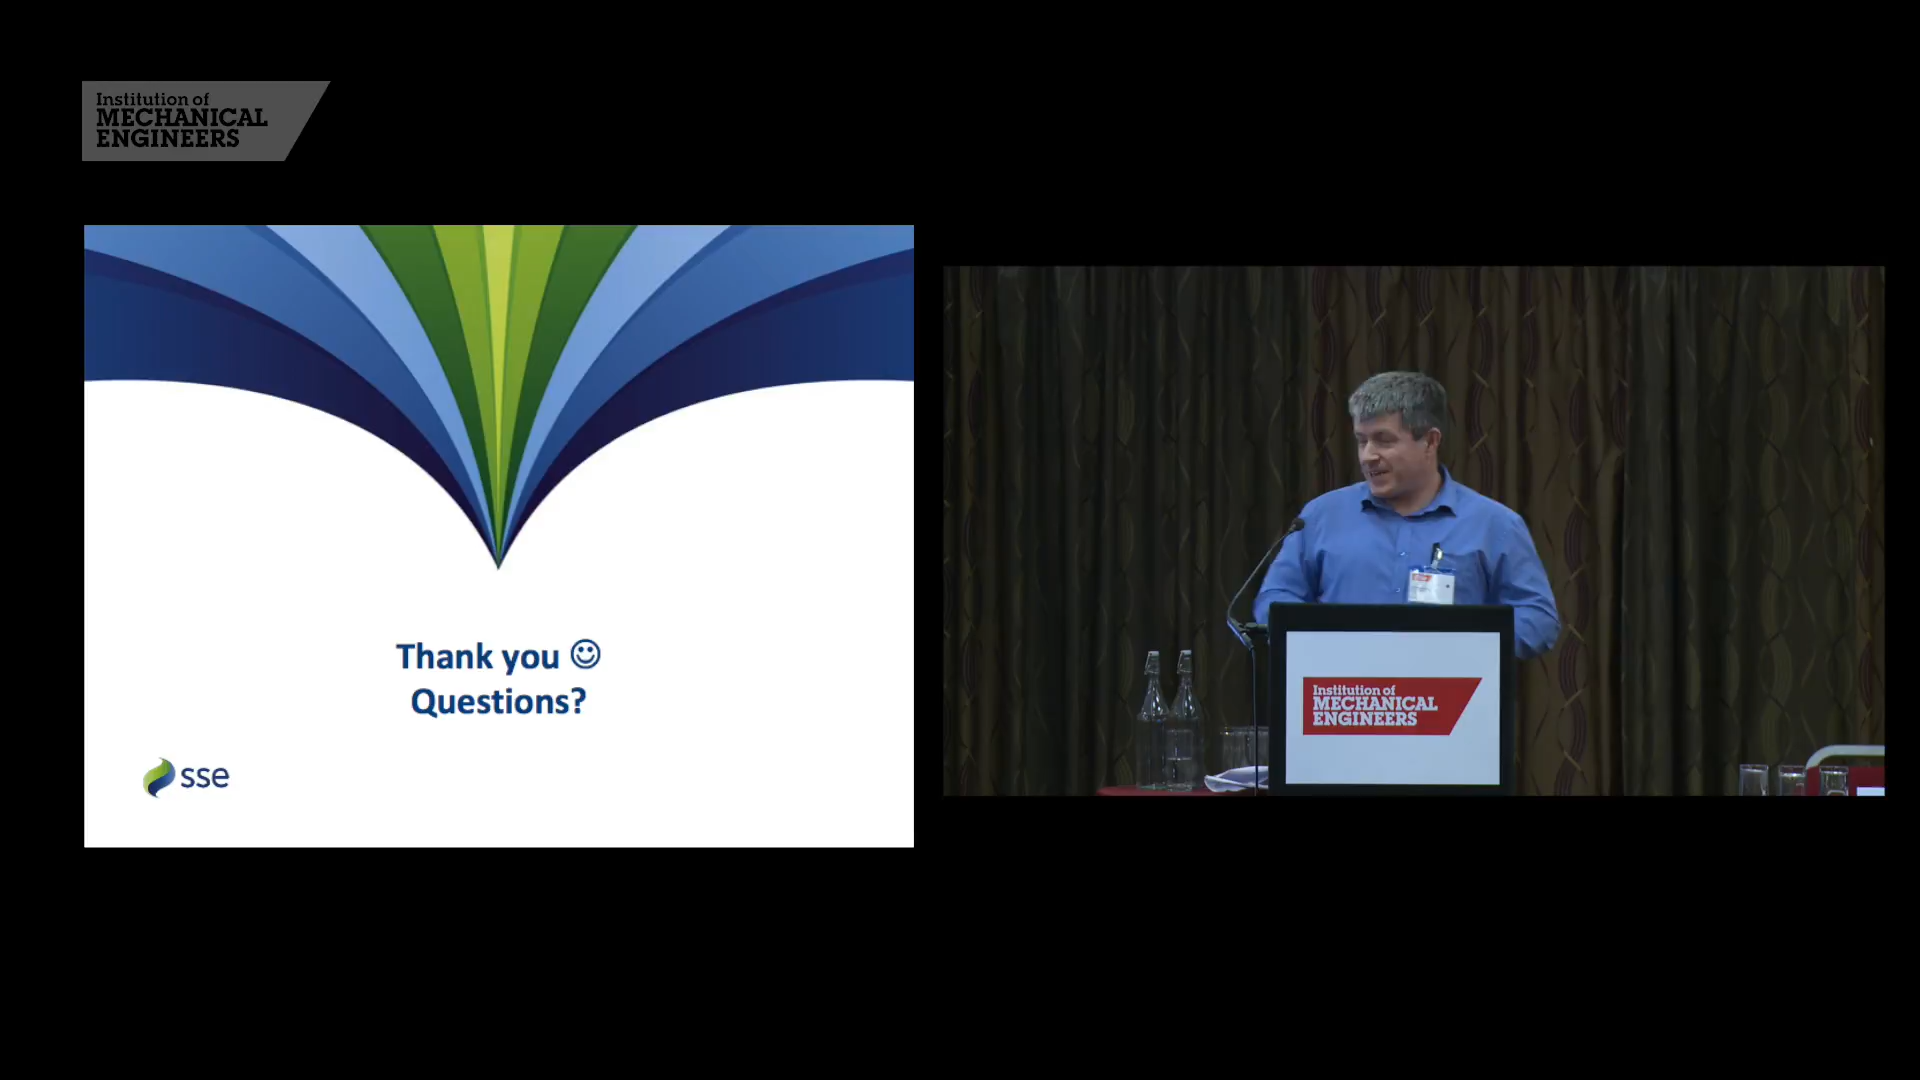 Institution of
MECHANICAL
ENGINEERS
Thank you ☺
Questions?
sse
Institution of
MECHANICAL
ENGINEERS